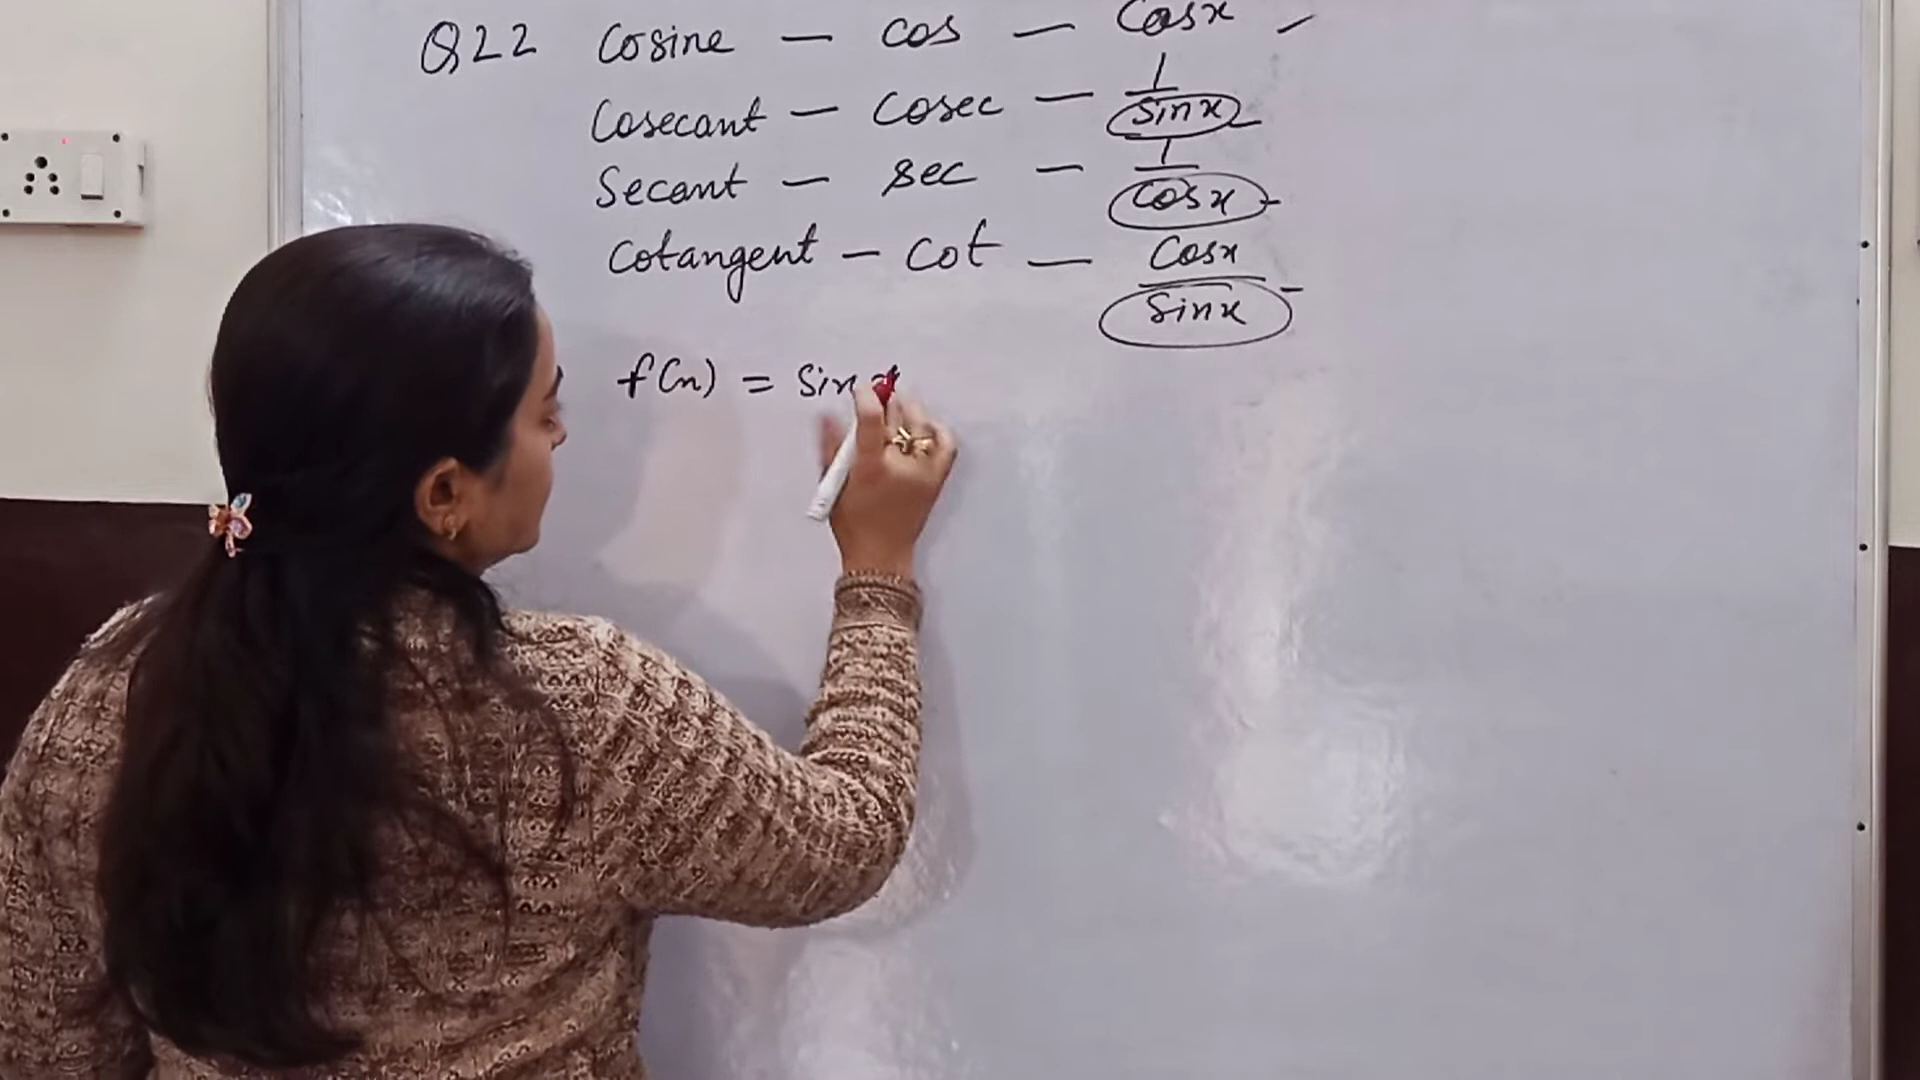 Q22 Cosine — cos — Cosx
Cosecant — Cosec — 1/sinx
Secant — sec — 1/cosx
Cotangent — cot — Cosx/Sinx
f(x) = Sin x